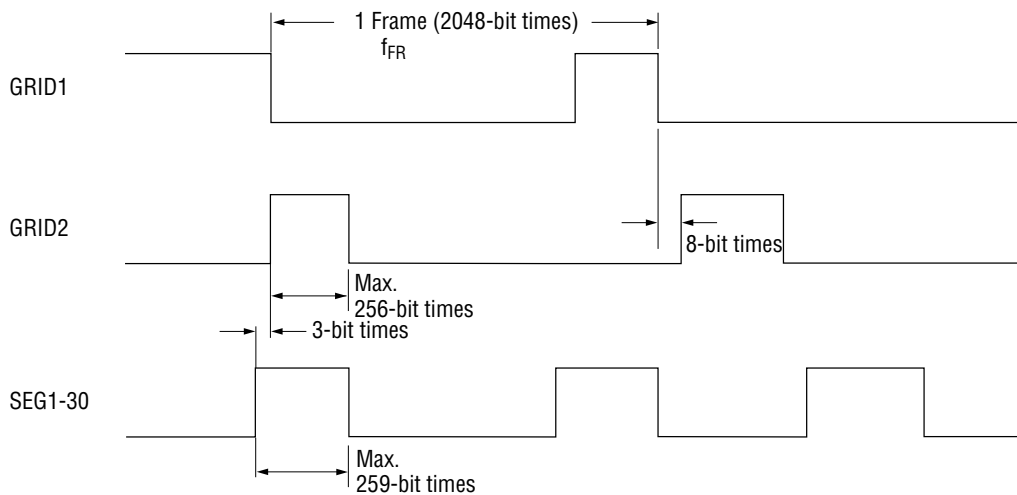 1 Frame (2048-bit times)
fFR
GRID1
GRID2
8-bit times
Max.
256-bit times
3-bit times
SEG1-30
Max.
259-bit times